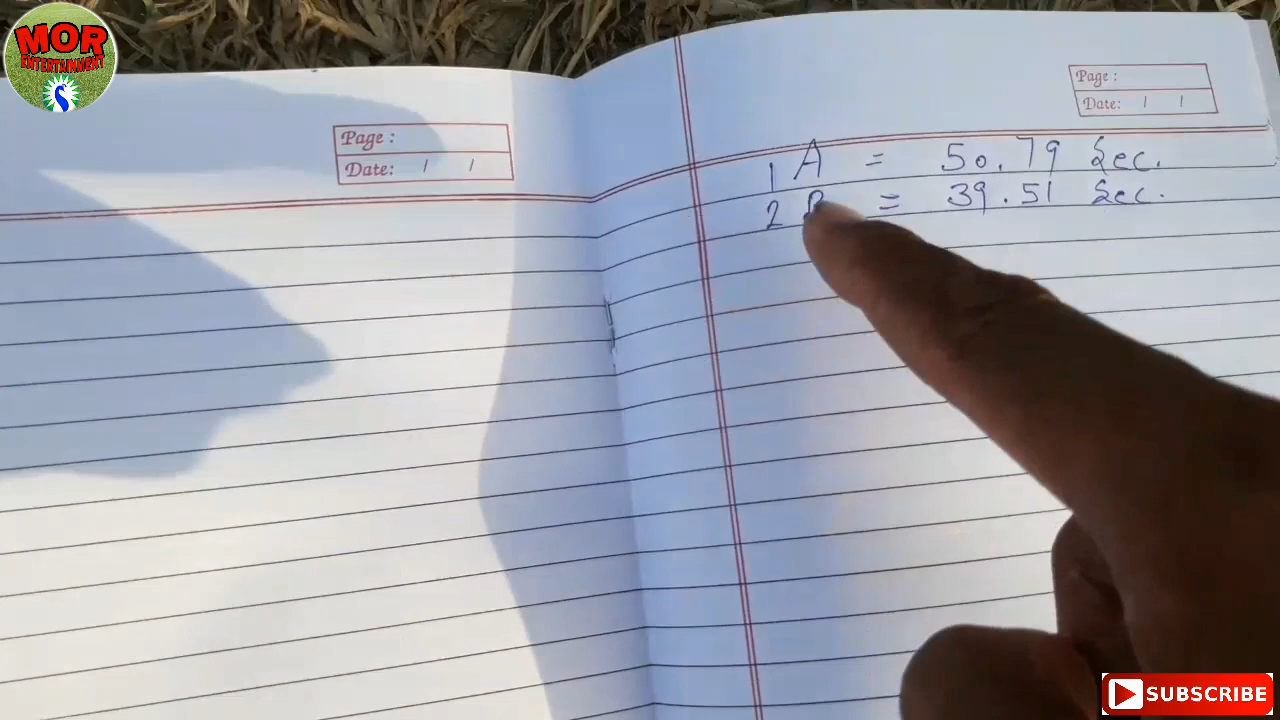 MOR
ENTERTAINMENT
Page :
Date: / /
Page :
Date: / /
1 A = 50.79 Sec.
2 B = 39.51 Sec.
SUBSCRIBE